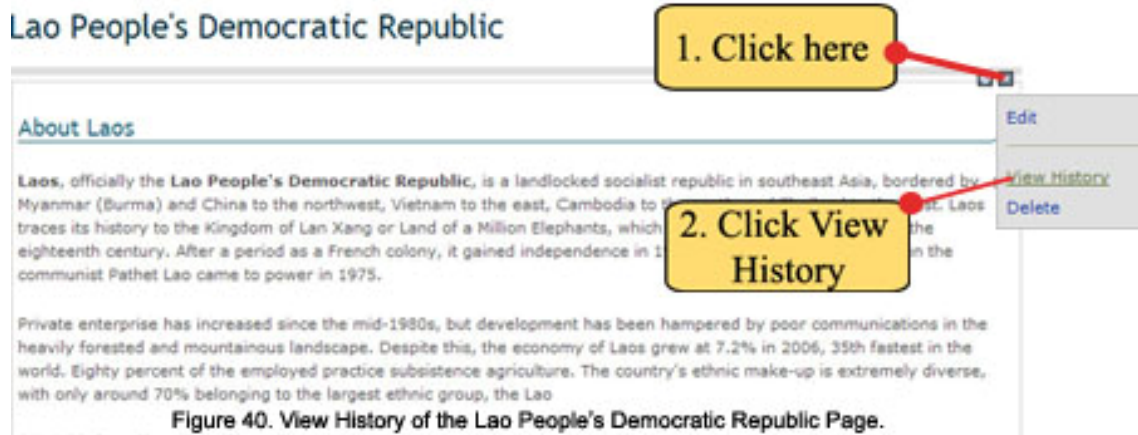 Lao People's Democratic Republic
1. Click here
Edit
About Laos
View History
Delete
Laos, officially the Lao People's Democratic Republic, is a landlocked socialist republic in southeast Asia, bordered by
Myanmar (Burma) and China to the northwest, Vietnam to the east, Cambodia to st. Laos
traces its history to the Kingdom of Lan Xang or Land of a Million Elephants, which the
eighteenth century. After a period as a French colony, it gained independence in 1 n the
communist Pathet Lao came to power in 1975.
2. Click View
History
Private enterprise has increased since the mid-1980s, but development has been hampered by poor communications in the
heavily forested and mountainous landscape. Despite this, the economy of Laos grew at 7.2% in 2006, 35th fastest in the
world. Eighty percent of the employed practice subsistence agriculture. The country's ethnic make-up is extremely diverse,
with only around 70% belonging to the largest ethnic group, the Lao
Figure 40. View History of the Lao People's Democratic Republic Page.